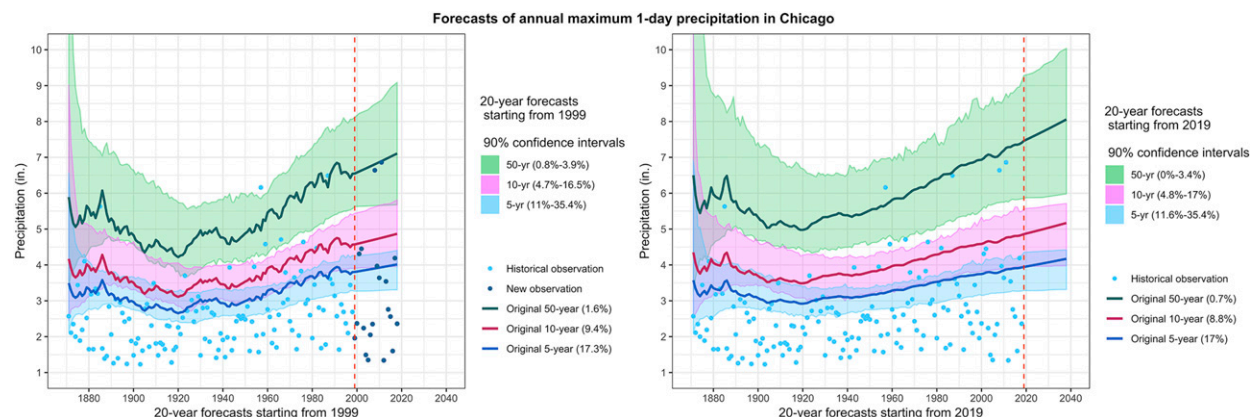 Forecasts of annual maximum 1-day precipitation in Chicago
Precipitation (in.)
10
9
8
7
6
5
4
3
2
1
1880 1900 1920 1940 1960 1980 2000 2020 2040
20-year forecasts starting from 1999
20-year forecasts
starting from 1999
90% confidence intervals
50-yr (0.8%-3.9%)
10-yr (4.7%-16.5%)
5-yr (11%-35.4%)
Historical observation
New observation
Original 50-year (1.6%)
Original 10-year (9.4%)
Original 5-year (17.3%)
Precipitation (in.)
10
9
8
7
6
5
4
3
2
1
1880 1900 1920 1940 1960 1980 2000 2020 2040
20-year forecasts starting from 2019
20-year forecasts
starting from 2019
90% confidence intervals
50-yr (0%-3.4%)
10-yr (4.8%-17%)
5-yr (11.6%-35.4%)
Historical observation
Original 50-year (0.7%)
Original 10-year (8.8%)
Original 5-year (17%)